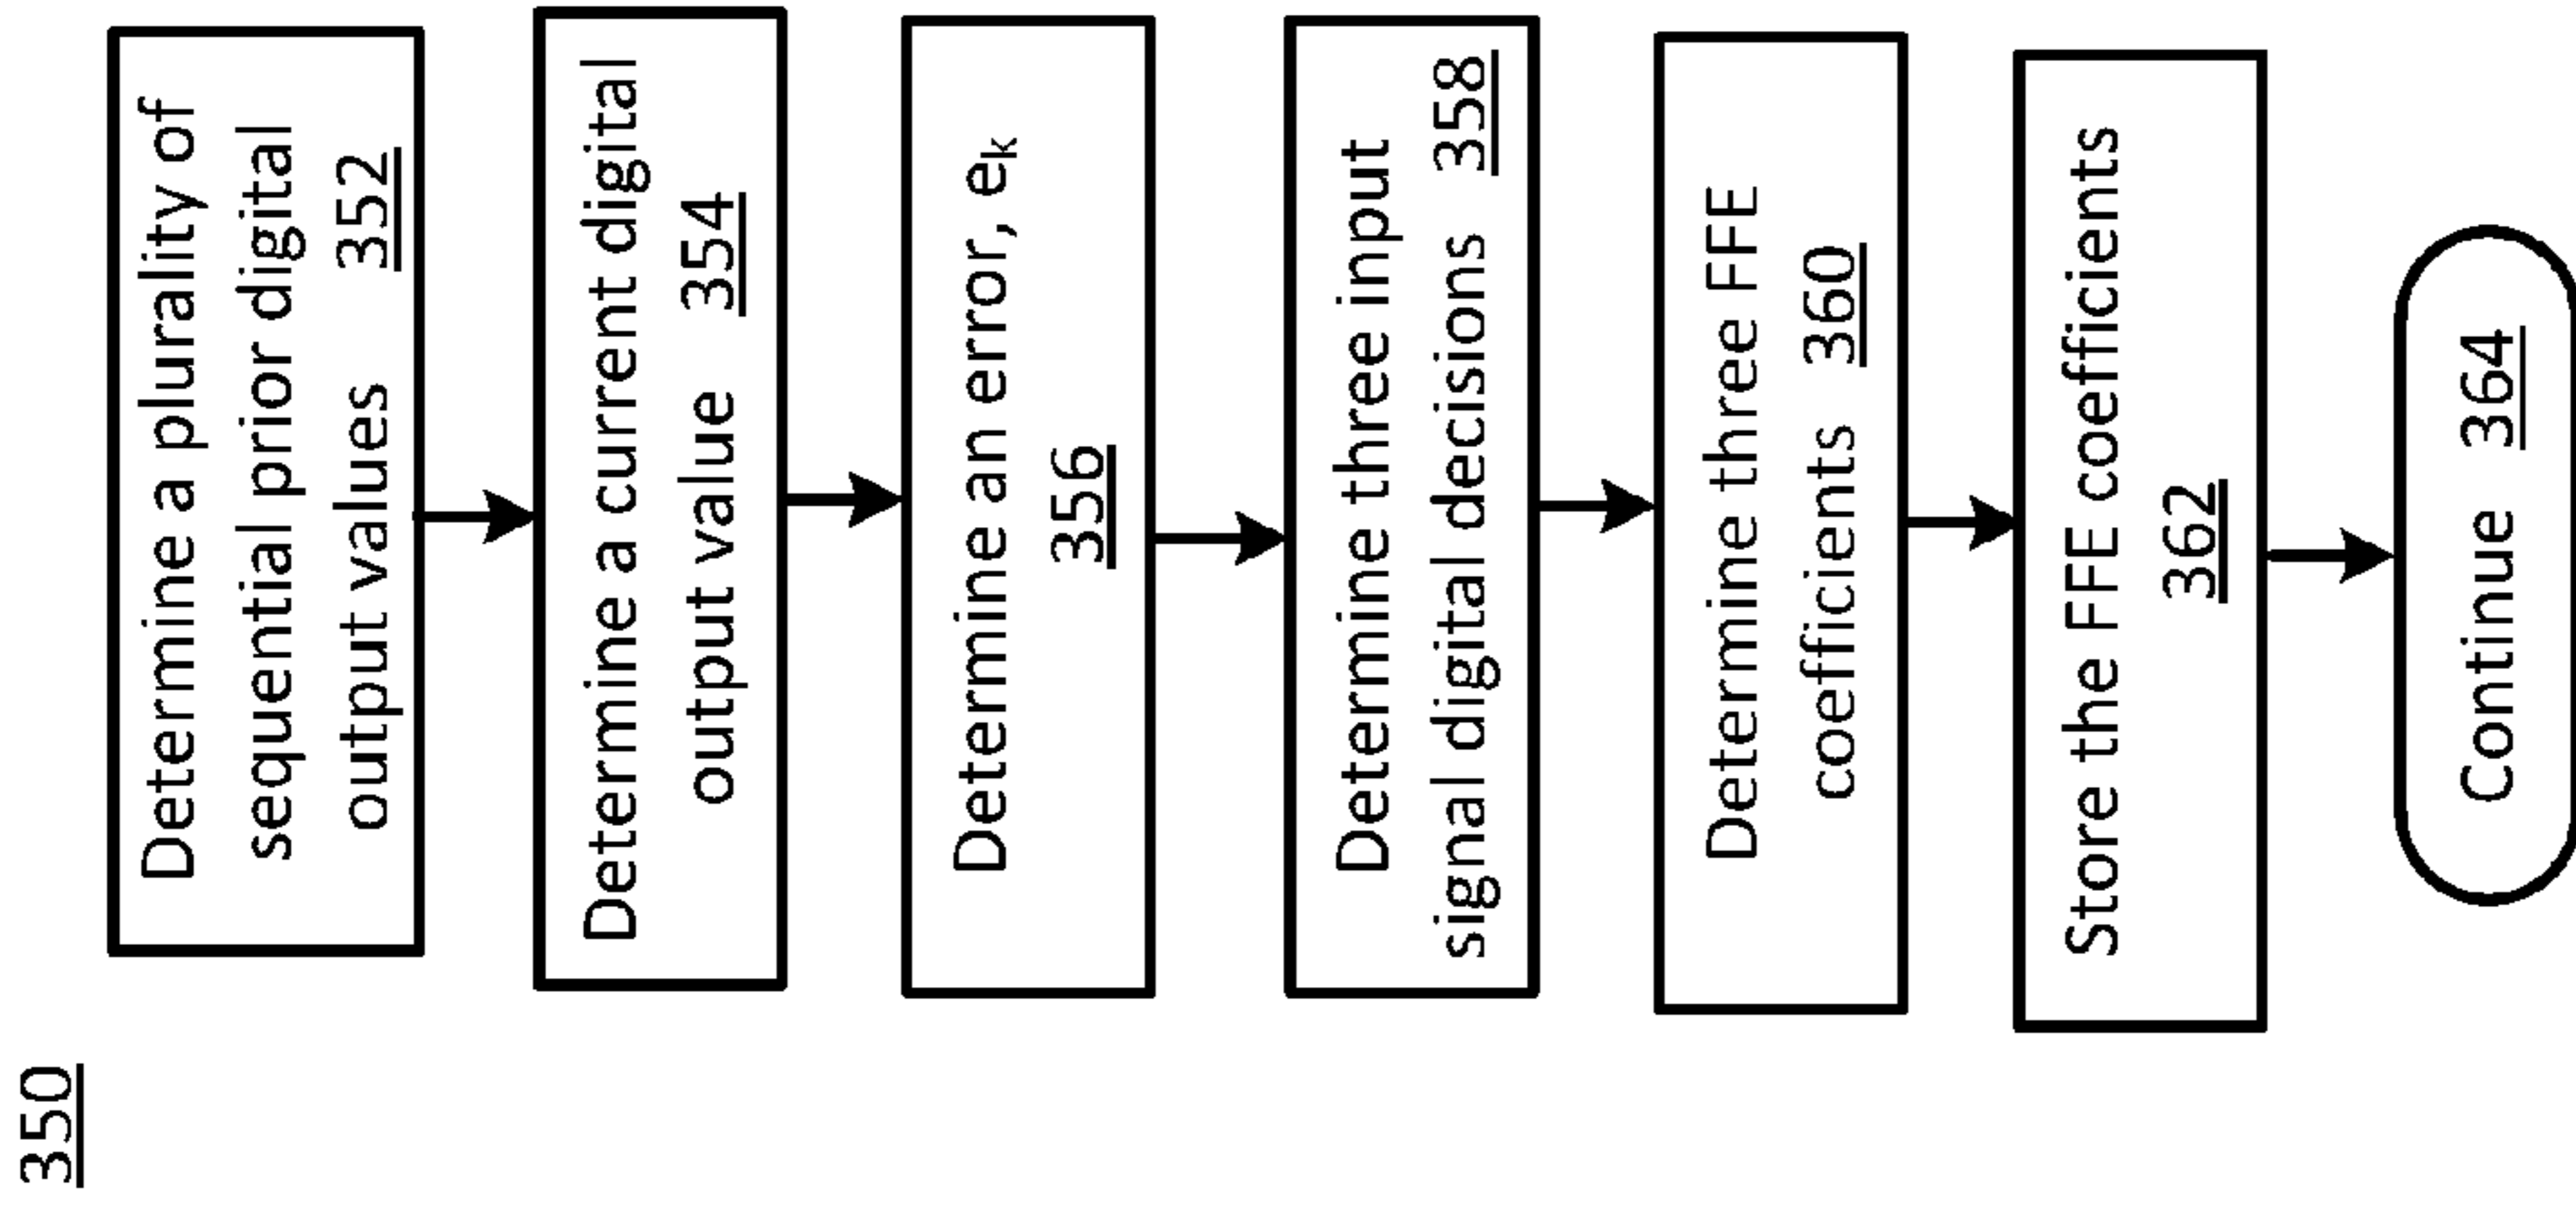 350
Determine a plurality of
sequential prior digital
output values 352
Determine a current digital
output value 354
Determine an error, eₖ
356
Determine three input
signal digital decisions 358
Determine three FFE
coefficients 360
Store the FFE coefficients
362
Continue 364